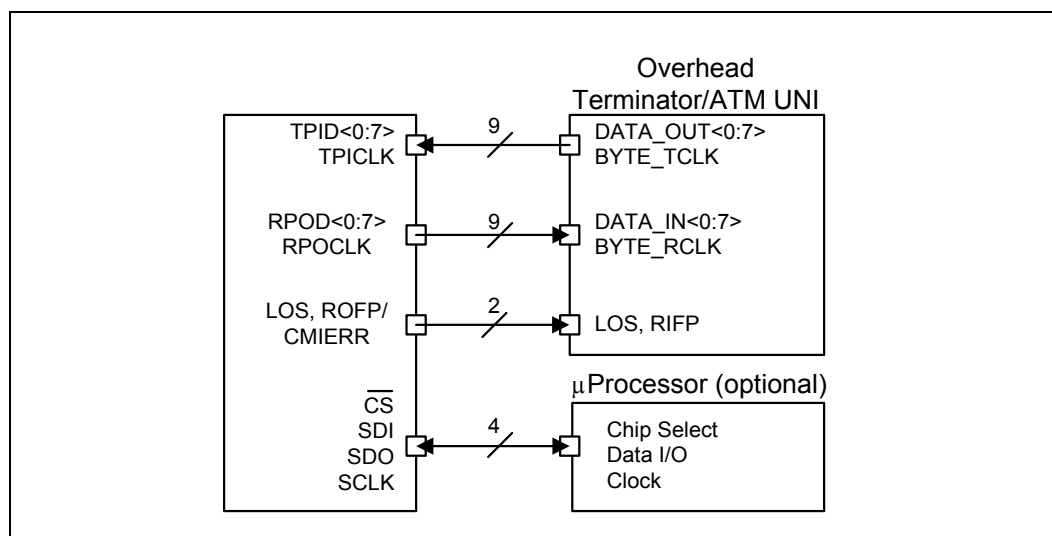 Overhead
Terminator/ATM UNI
TPID<0:7>
TPICLK
9
DATA_OUT<0:7>
BYTE_TCLK
RPOD<0:7>
RPOCLK
9
DATA_IN<0:7>
BYTE_RCLK
LOS, ROFP/
CMIERR
2
LOS, RIFP
μProcessor (optional)
CS
SDI
SDO
SCLK
4
Chip Select
Data I/O
Clock